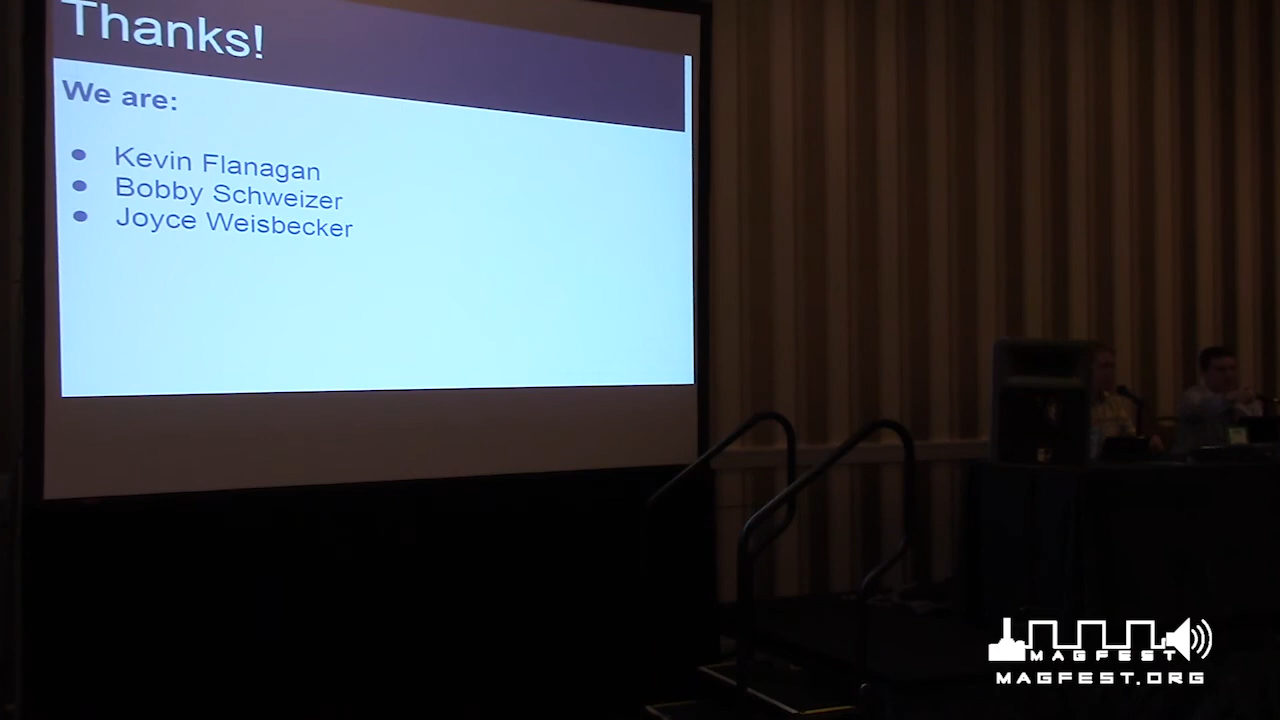 Thanks!
We are:
Kevin Flanagan
Bobby Schweizer
Joyce Weisbecker
MAGFEST
MAGFEST.ORG